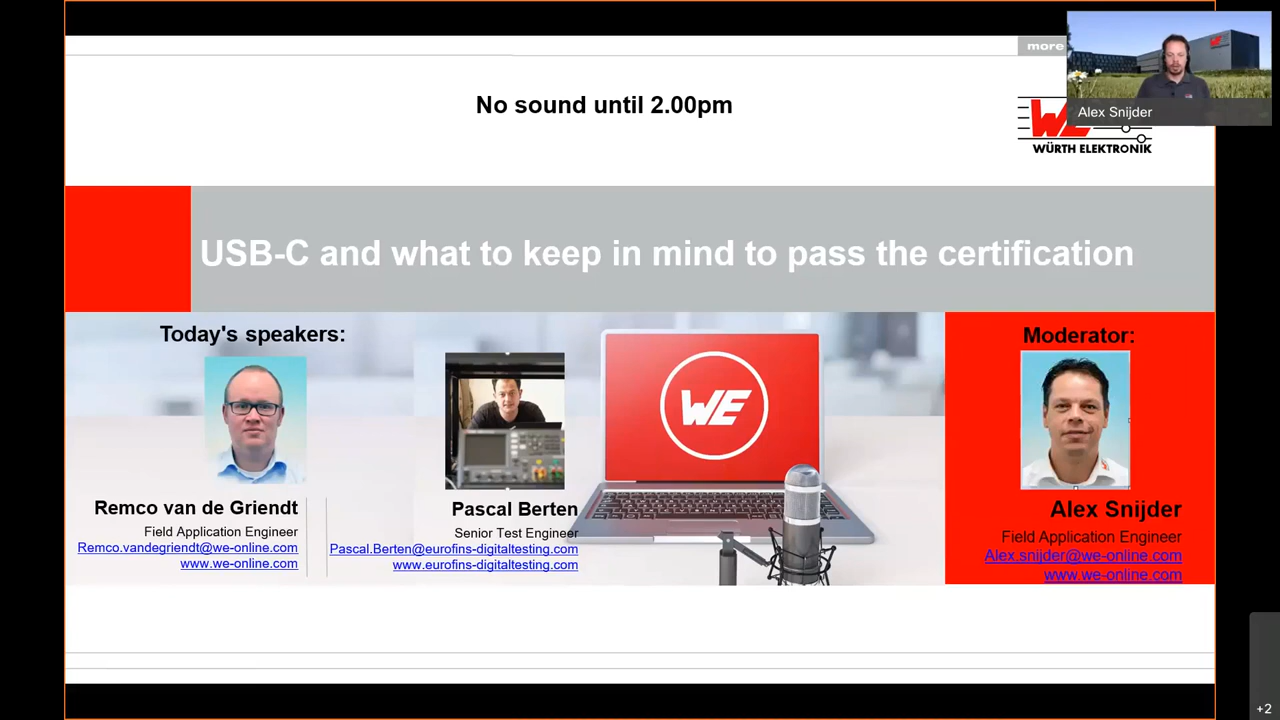 more
Alex Snijder
No sound until 2.00pm
WE
WÜRTH ELEKTRONIK
USB-C and what to keep in mind to pass the certification
Today's speakers:
Moderator:
WE
Remco van de Griendt
Field Application Engineer
Remco.vandegriendt@we-online.com
www.we-online.com
Pascal Berten
Senior Test Engineer
Pascal.Berten@eurofins-digitaltesting.com
www.eurofins-digitaltesting.com
Alex Snijder
Field Application Engineer
Alex.snijder@we-online.com
www.we-online.com
+2